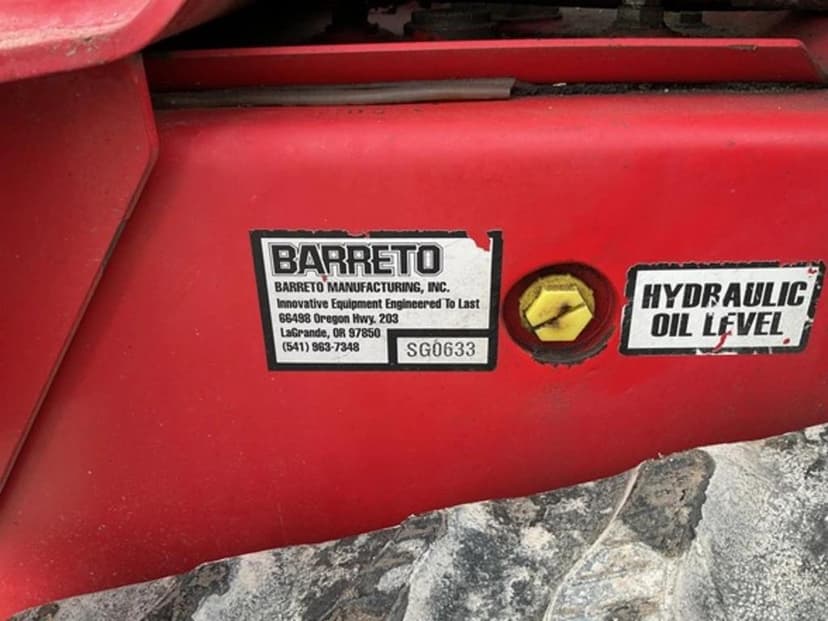 BARRETO
BARRETO MANUFACTURING, INC.
Innovative Equipment Engineered To Last
66498 Oregon Hwy. 203
LaGrande, OR 97850
(541) 963-7348
SG0633
HYDRAULIC
OIL LEVEL